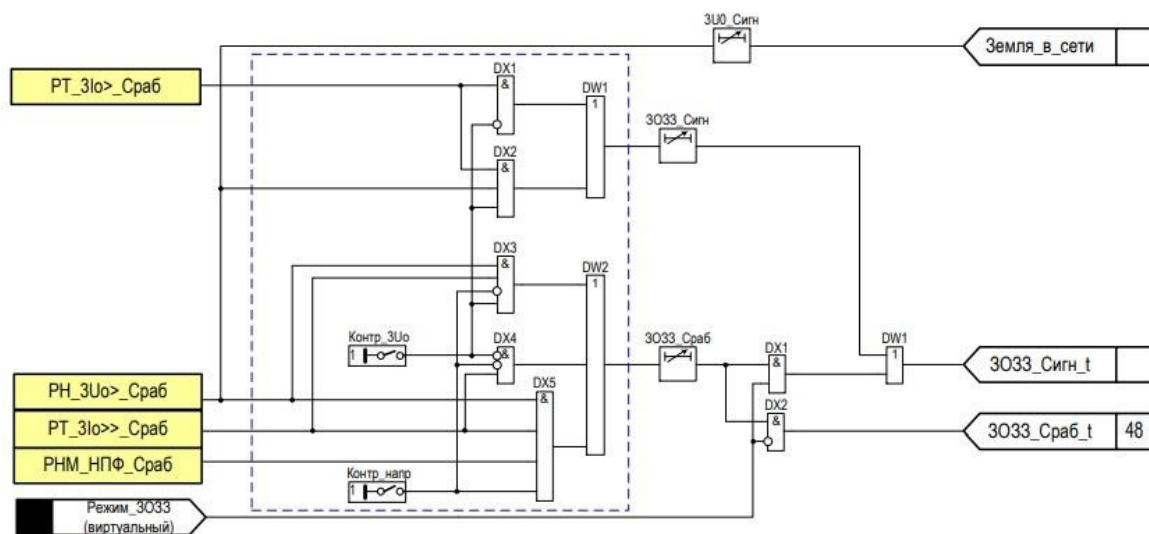 3U0_Сигн
Земля_в_сети
РТ_3Io>_Сраб
DX1
&
DW1
1
ЗОЗЗ_Сигн
DX2
&
DX3
&
DW2
1
Контр_3Uo
1
DX4
&
ЗОЗЗ_Сраб
DX1
&
DW1
1
ЗОЗЗ_Сигн_t
РН_3Uo>_Сраб
DX5
&
DX2
&
РТ_3Io>>_Сраб
ЗОЗЗ_Сраб_t
48
РНМ_НПФ_Сраб
Контр_напр
1
Режим_ЗОЗЗ
(виртуальный)